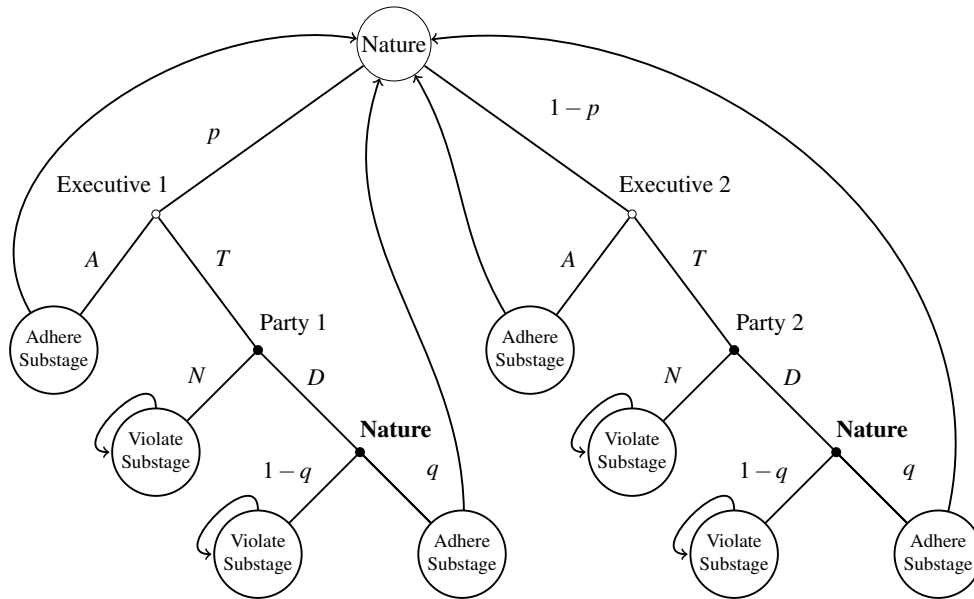 Nature
p
1 − p
Executive 1
Executive 2
A
T
A
T
Adhere
Substage
Party 1
Adhere
Substage
Party 2
N
D
N
D
Violate
Substage
Nature
Violate
Substage
Nature
1 − q
q
1 − q
q
Violate
Substage
Adhere
Substage
Violate
Substage
Adhere
Substage